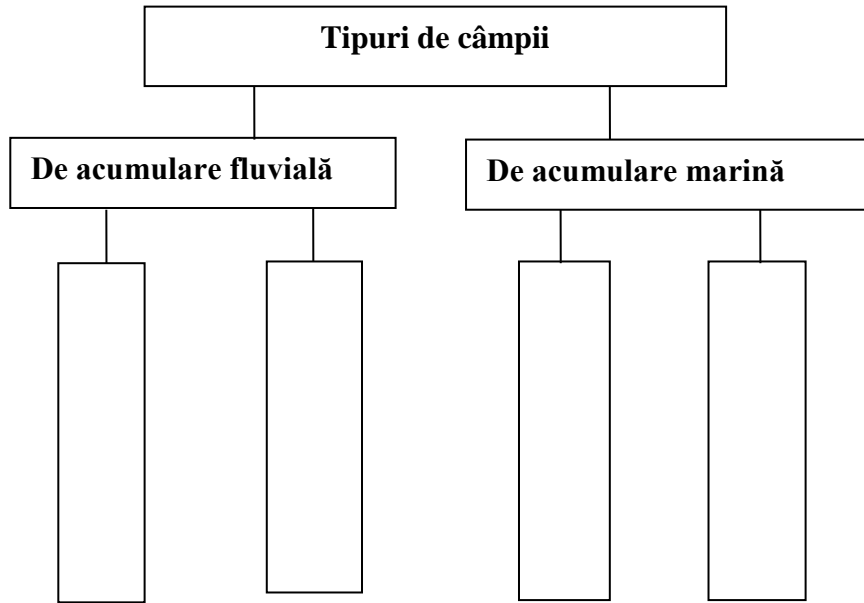 Tipuri de câmpii
De acumulare fluvială
De acumulare marină